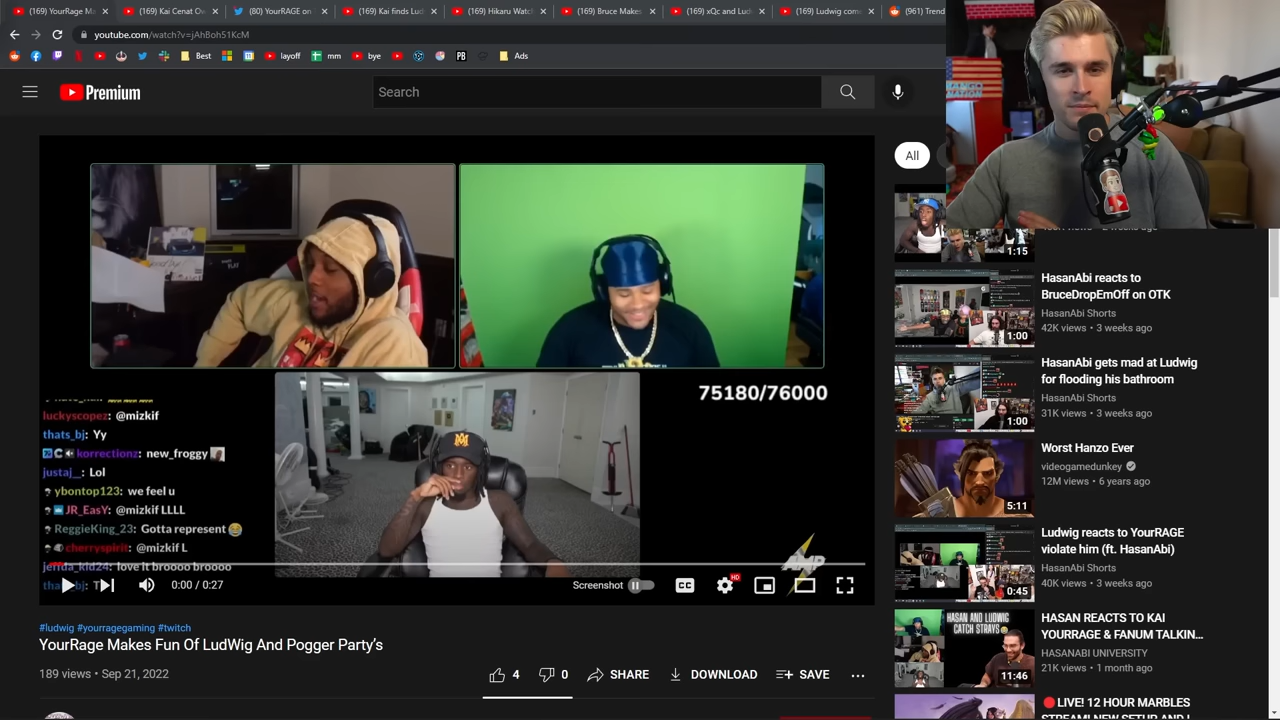 (169) YourRage Ma
(169) Kai Cenat Ov
(80) YourRAGE on
(169) Kai finds Lud
(169) Hikaru Watch
(169) Bruce Makes
(169) xQc and Lud
(169) Ludwig com
(961) Trend
youtube.com/watch?v=jAhBoh51KcM
Best
layoff
mm
bye
PB
Ads
Premium
Search
All
75180/76000
luckyscopez: @mizkif
thats_bj: Yy
korrectionz: new_froggy
justaj_: Lol
ybontop123: we feel u
JR_EasY: @mizkif LLLL
ReggieKing_23: Gotta represent 😂
cherryspirit: @mizkif L
jenda_kid24: love it broooo brooooo
0:00 / 0:27
Screenshot
CC
HD
#ludwig #yourragegaming #twitch
YourRage Makes Fun Of LudWig And Pogger Party's
189 views • Sep 21, 2022
4
0
SHARE
DOWNLOAD
SAVE
1:15
HasanAbi reacts to
BruceDropEmOff on OTK
HasanAbi Shorts
42K views • 3 weeks ago
1:00
HasanAbi gets mad at Ludwig
for flooding his bathroom
HasanAbi Shorts
31K views • 3 weeks ago
1:00
Worst Hanzo Ever
videogamedunkey
12M views • 6 years ago
5:11
Ludwig reacts to YourRAGE
violate him (ft. HasanAbi)
HasanAbi Shorts
40K views • 3 weeks ago
0:45
HASAN AND LUDWIG
CATCH STRAYS
HASAN REACTS TO KAI
YOURRAGE & FANUM TALKIN...
HASANABI UNIVERSITY
21K views • 1 month ago
11:46
🔴 LIVE! 12 HOUR MARBLES
STREAM! NEW SETUP AND